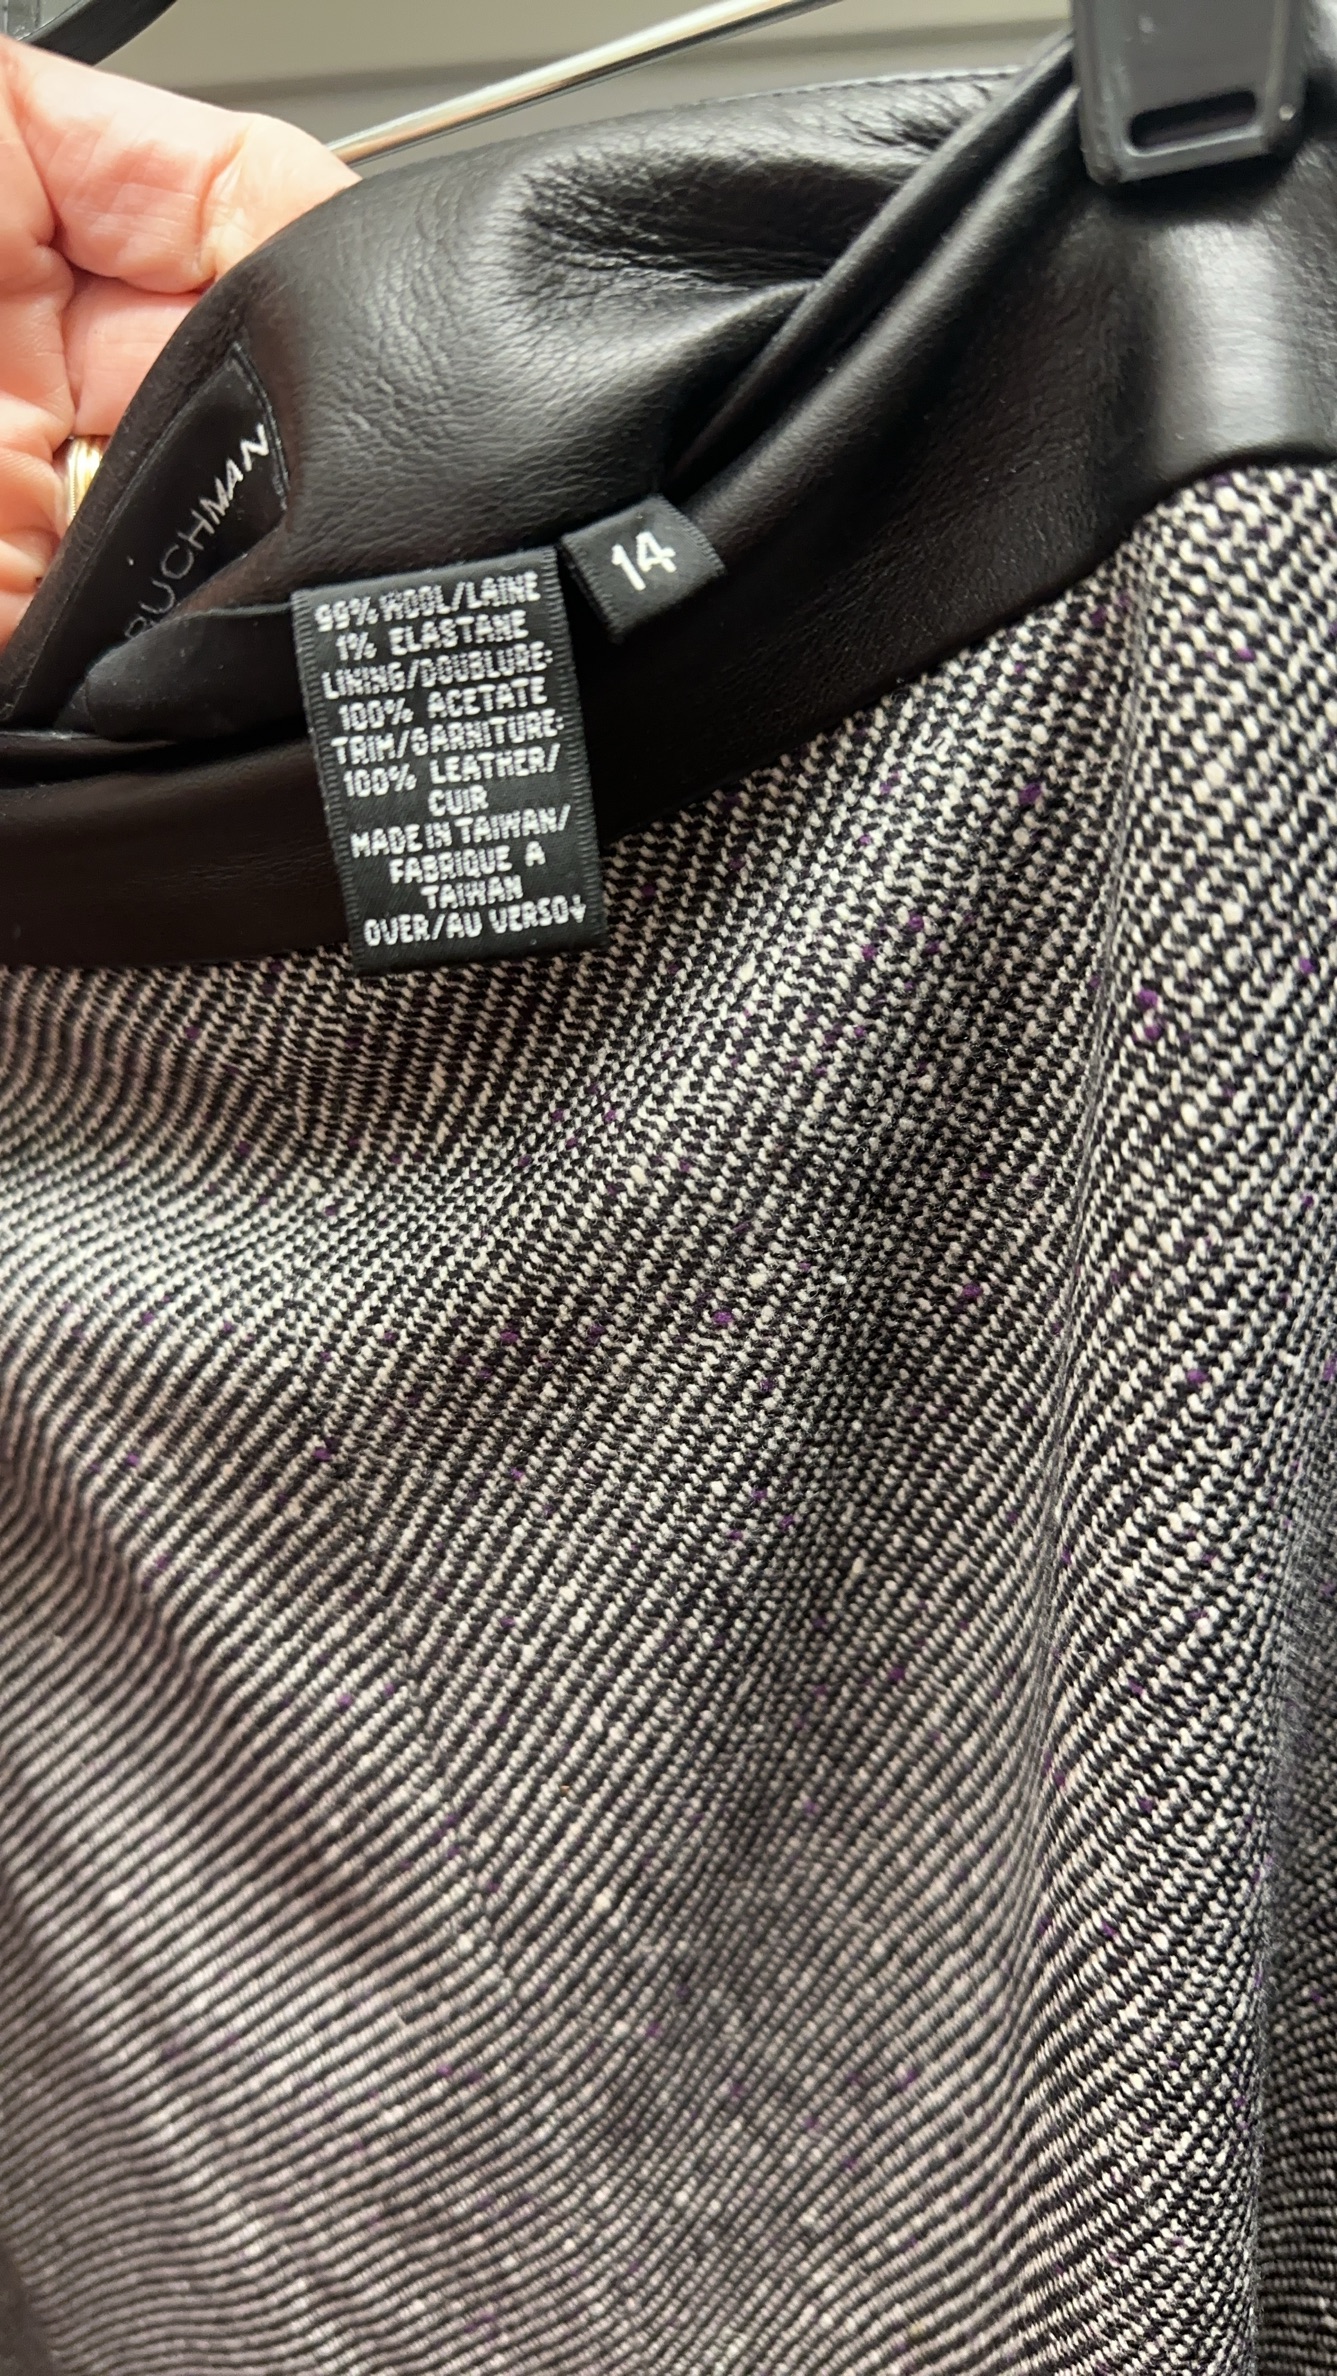 BUCHMAN
14
99% WOOL/LAINE
1% ELASTANE
LINING/DOUBLURE:
100% ACETATE
TRIM/GARNITURE:
100% LEATHER/
CUIR
MADE IN TAIWAN/
FABRIQUE A
TAIWAN
OVER/AU VERSO↓